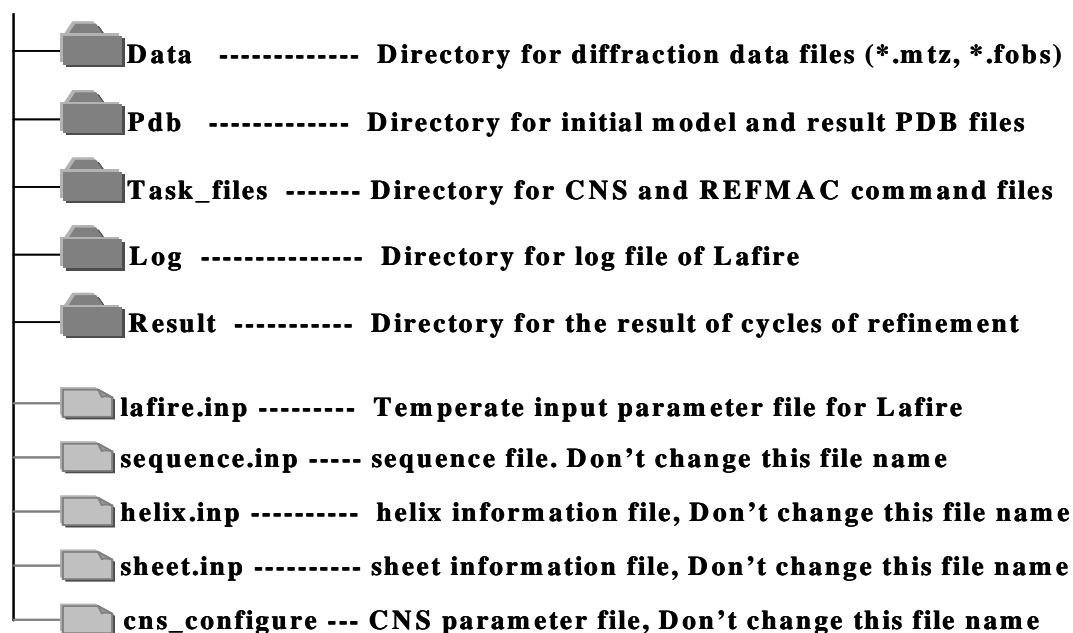 Data ------------- Directory for diffraction data files (*.mtz, *.fobs)
Pdb ------------- Directory for initial model and result PDB files
Task_files ------- Directory for CNS and REFMAC command files
Log --------------- Directory for log file of Lafire
Result ----------- Directory for the result of cycles of refinement
lafire.inp --------- Temperate input parameter file for Lafire
sequence.inp ----- sequence file. Don't change this file name
helix.inp ---------- helix information file, Don't change this file name
sheet.inp ---------- sheet information file, Don't change this file name
cns_configure --- CNS parameter file, Don't change this file name